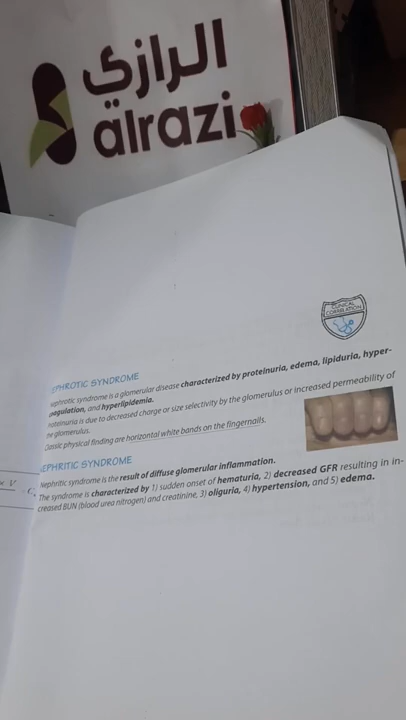 الرازي
alrazi
CLINICAL
CORRELATION
EPHROTIC SYNDROME
ephrotic syndrome is a glomerular disease characterized by proteinuria, edema, lipiduria, hyper-
oagulation, and hyperlipidemia.
roteinuria is due to decreased charge or size selectivity by the glomerulus or increased permeability of
he glomerulus.
Classic physical finding are horizontal white bands on the fingernails.
EPHRITIC SYNDROME
Nephritic syndrome is the result of diffuse glomerular inflammation.
The syndrome is characterized by 1) sudden onset of hematuria, 2) decreased GFR resulting in in-
creased BUN (blood urea nitrogen) and creatinine, 3) oliguria, 4) hypertension, and 5) edema.
× V